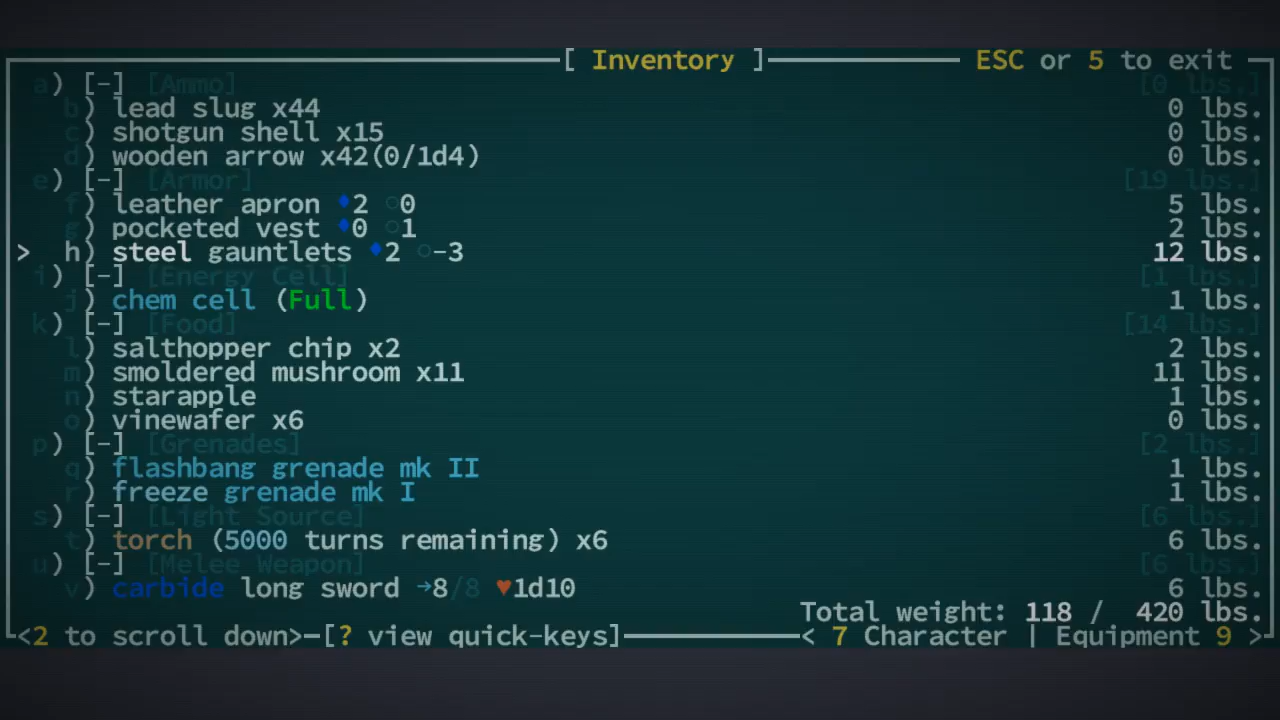 [ Inventory ] ESC or 5 to exit
a) [-] [Ammo] [0 lbs.]
b) lead slug x44 0 lbs.
c) shotgun shell x15 0 lbs.
d) wooden arrow x42(0/1d4) 0 lbs.
e) [-] [Armor] [19 lbs.]
f) leather apron ♦2 ○0 5 lbs.
g) pocketed vest ♦0 ○1 2 lbs.
> h) steel gauntlets ♦2 ○-3 12 lbs.
i) [-] [Energy Cell] [1 lbs.]
j) chem cell (Full) 1 lbs.
k) [-] [Food] [14 lbs.]
l) salthopper chip x2 2 lbs.
m) smoldered mushroom x11 11 lbs.
n) starapple 1 lbs.
o) vinewafer x6 0 lbs.
p) [-] [Grenades] [2 lbs.]
q) flashbang grenade mk II 1 lbs.
r) freeze grenade mk I 1 lbs.
s) [-] [Light Source] [6 lbs.]
t) torch (5000 turns remaining) x6 6 lbs.
u) [-] [Melee Weapon] [6 lbs.]
v) carbide long sword →8/8 ♥1d10 6 lbs.
Total weight: 118 / 420 lbs.
<2 to scroll down> [? view quick-keys] < 7 Character | Equipment 9 >